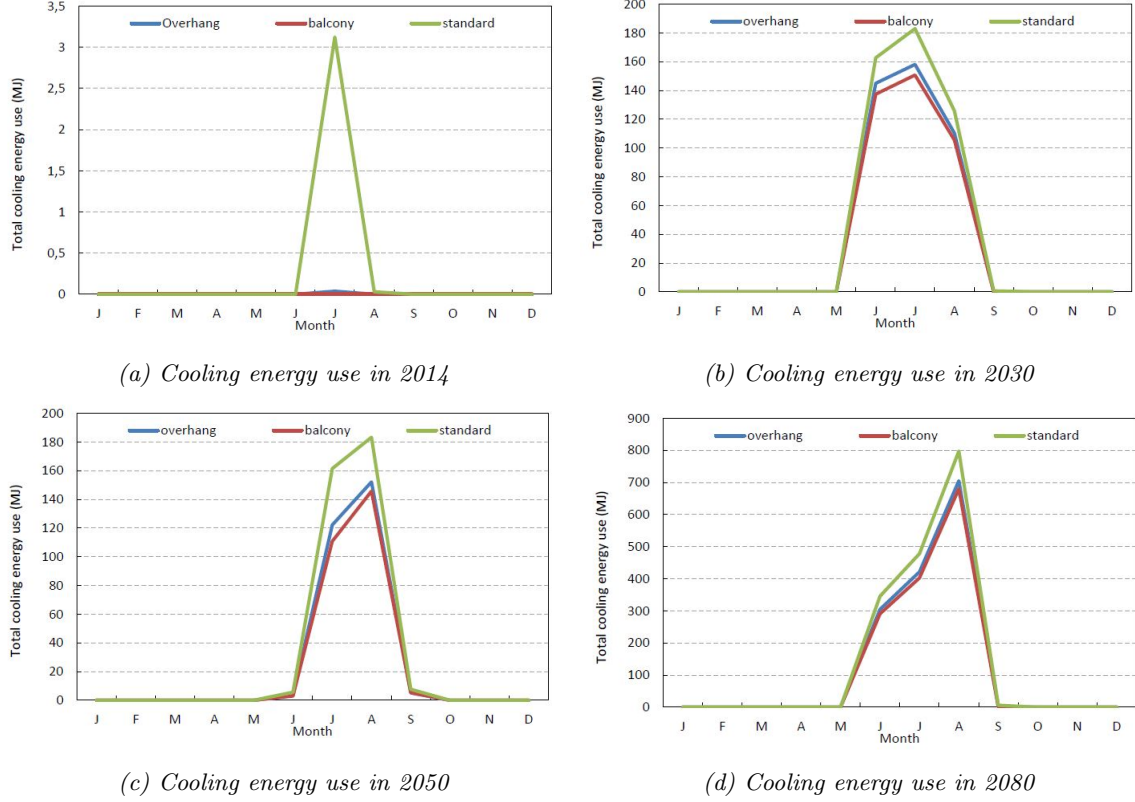 3,5
Overhang balcony standard
3
2,5
2
1,5
1
0,5
0
Total cooling energy use (MJ)
J F M A M J J A S O N D
Month
(a) Cooling energy use in 2014
200
overhang balcony standard
180
160
140
120
100
80
60
40
20
0
Total cooling energy use (MJ)
J F M A M J J A S O N D
Month
(b) Cooling energy use in 2030
200
overhang balcony standard
180
160
140
120
100
80
60
40
20
0
Total cooling energy use (MJ)
J F M A M J J A S O N D
Month
(c) Cooling energy use in 2050
900
overhang balcony standard
800
700
600
500
400
300
200
100
0
Total cooling energy use (MJ)
J F M A M J J A S O N D
Month
(d) Cooling energy use in 2080